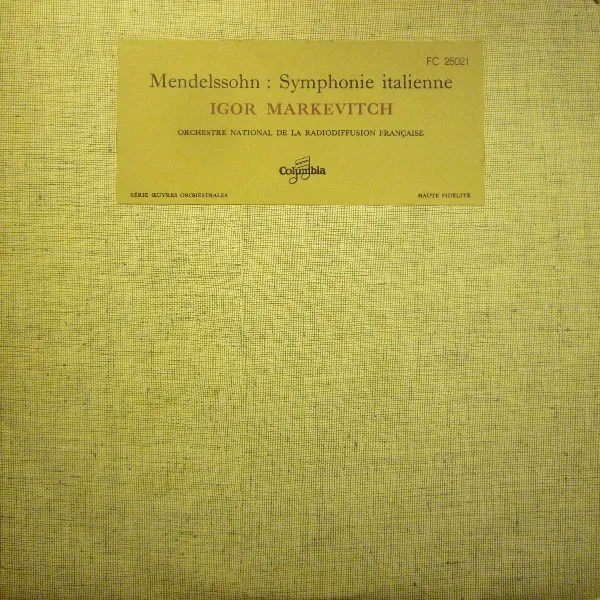 FC 25021
Mendelssohn : Symphonie italienne
IGOR MARKEVITCH
ORCHESTRE NATIONAL DE LA RADIODIFFUSION FRANÇAISE
Columbia
SÉRIE ŒUVRES ORCHESTRALES HAUTE FIDÉLITÉ